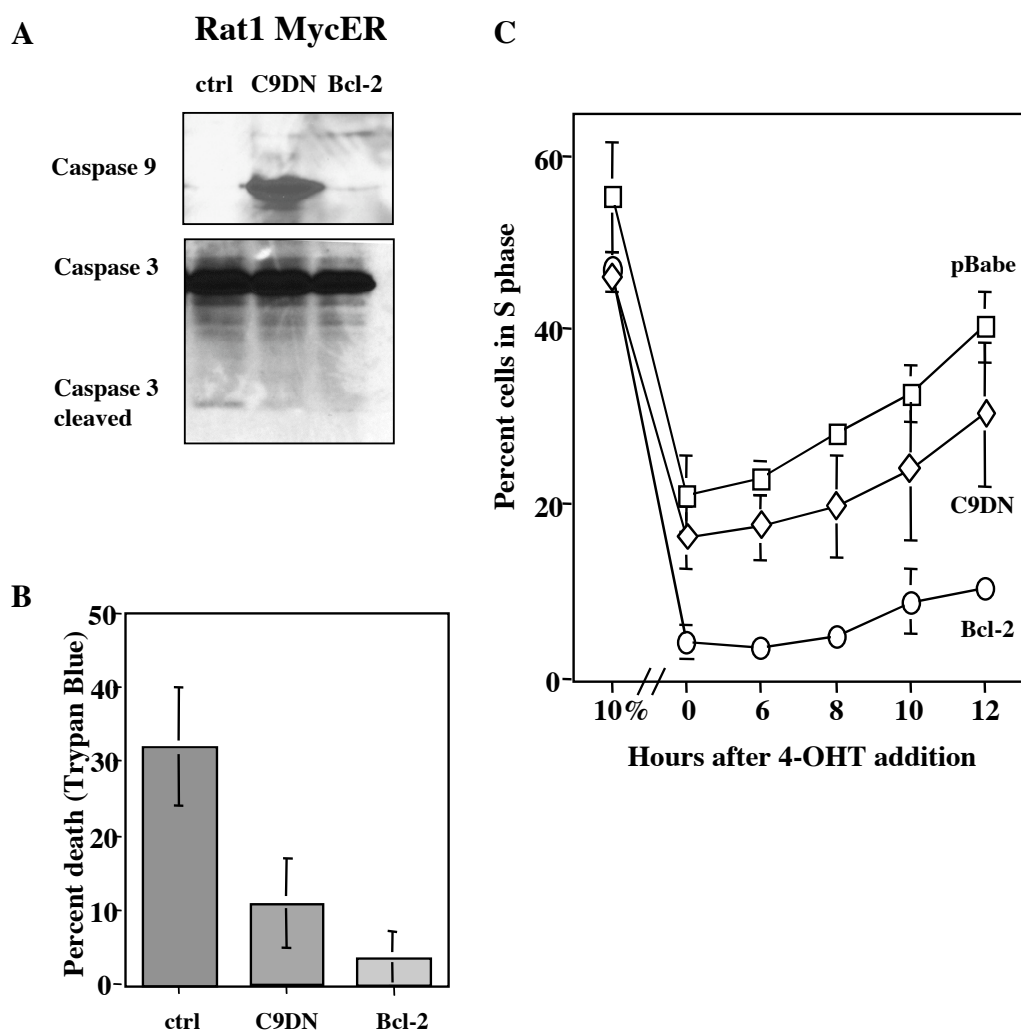 A
Rat1 MycER
ctrl C9DN Bcl-2
Caspase 9
Caspase 3
Caspase 3
cleaved
B
Percent death (Trypan Blue)
50
40
30
20
10
0
ctrl C9DN Bcl-2
C
Percent cells in S phase
60
40
20
0
pBabe
C9DN
Bcl-2
10% 0 6 8 10 12
Hours after 4-OHT addition